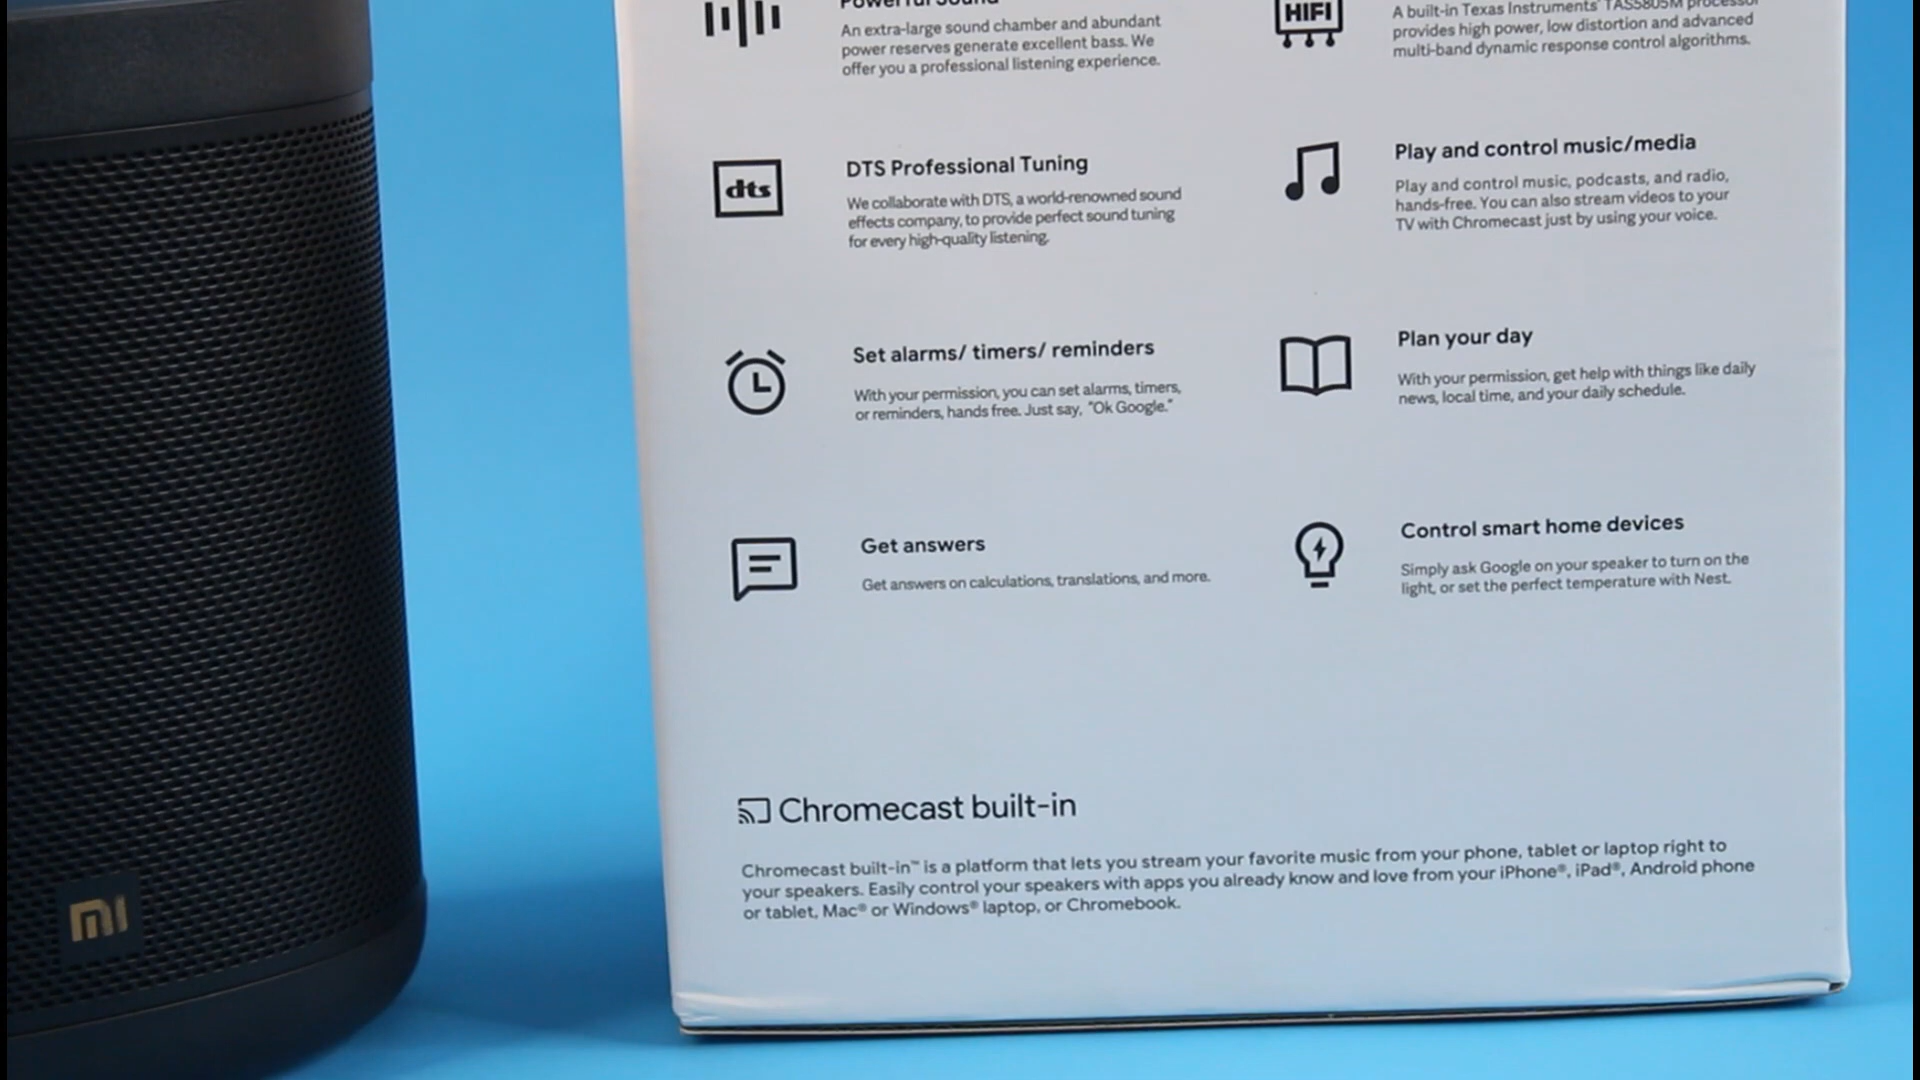 Powerful Sound
An extra-large sound chamber and abundant
power reserves generate excellent bass. We
offer you a professional listening experience.
HIFI
A built-in Texas Instruments' TAS5805M processor
provides high power, low distortion and advanced
multi-band dynamic response control algorithms.
dts
DTS Professional Tuning
We collaborate with DTS, a world-renowned sound
effects company, to provide perfect sound tuning
for every high-quality listening.
Play and control music/media
Play and control music, podcasts, and radio,
hands-free. You can also stream videos to your
TV with Chromecast just by using your voice.
Set alarms/ timers/ reminders
With your permission, you can set alarms, timers,
or reminders, hands free. Just say, "Ok Google."
Plan your day
With your permission, get help with things like daily
news, local time, and your daily schedule.
Get answers
Get answers on calculations, translations, and more.
Control smart home devices
Simply ask Google on your speaker to turn on the
light, or set the perfect temperature with Nest.
Chromecast built-in
Chromecast built-in™ is a platform that lets you stream your favorite music from your phone, tablet or laptop right to
your speakers. Easily control your speakers with apps you already know and love from your iPhone®, iPad®, Android phone
or tablet, Mac® or Windows® laptop, or Chromebook.
mi